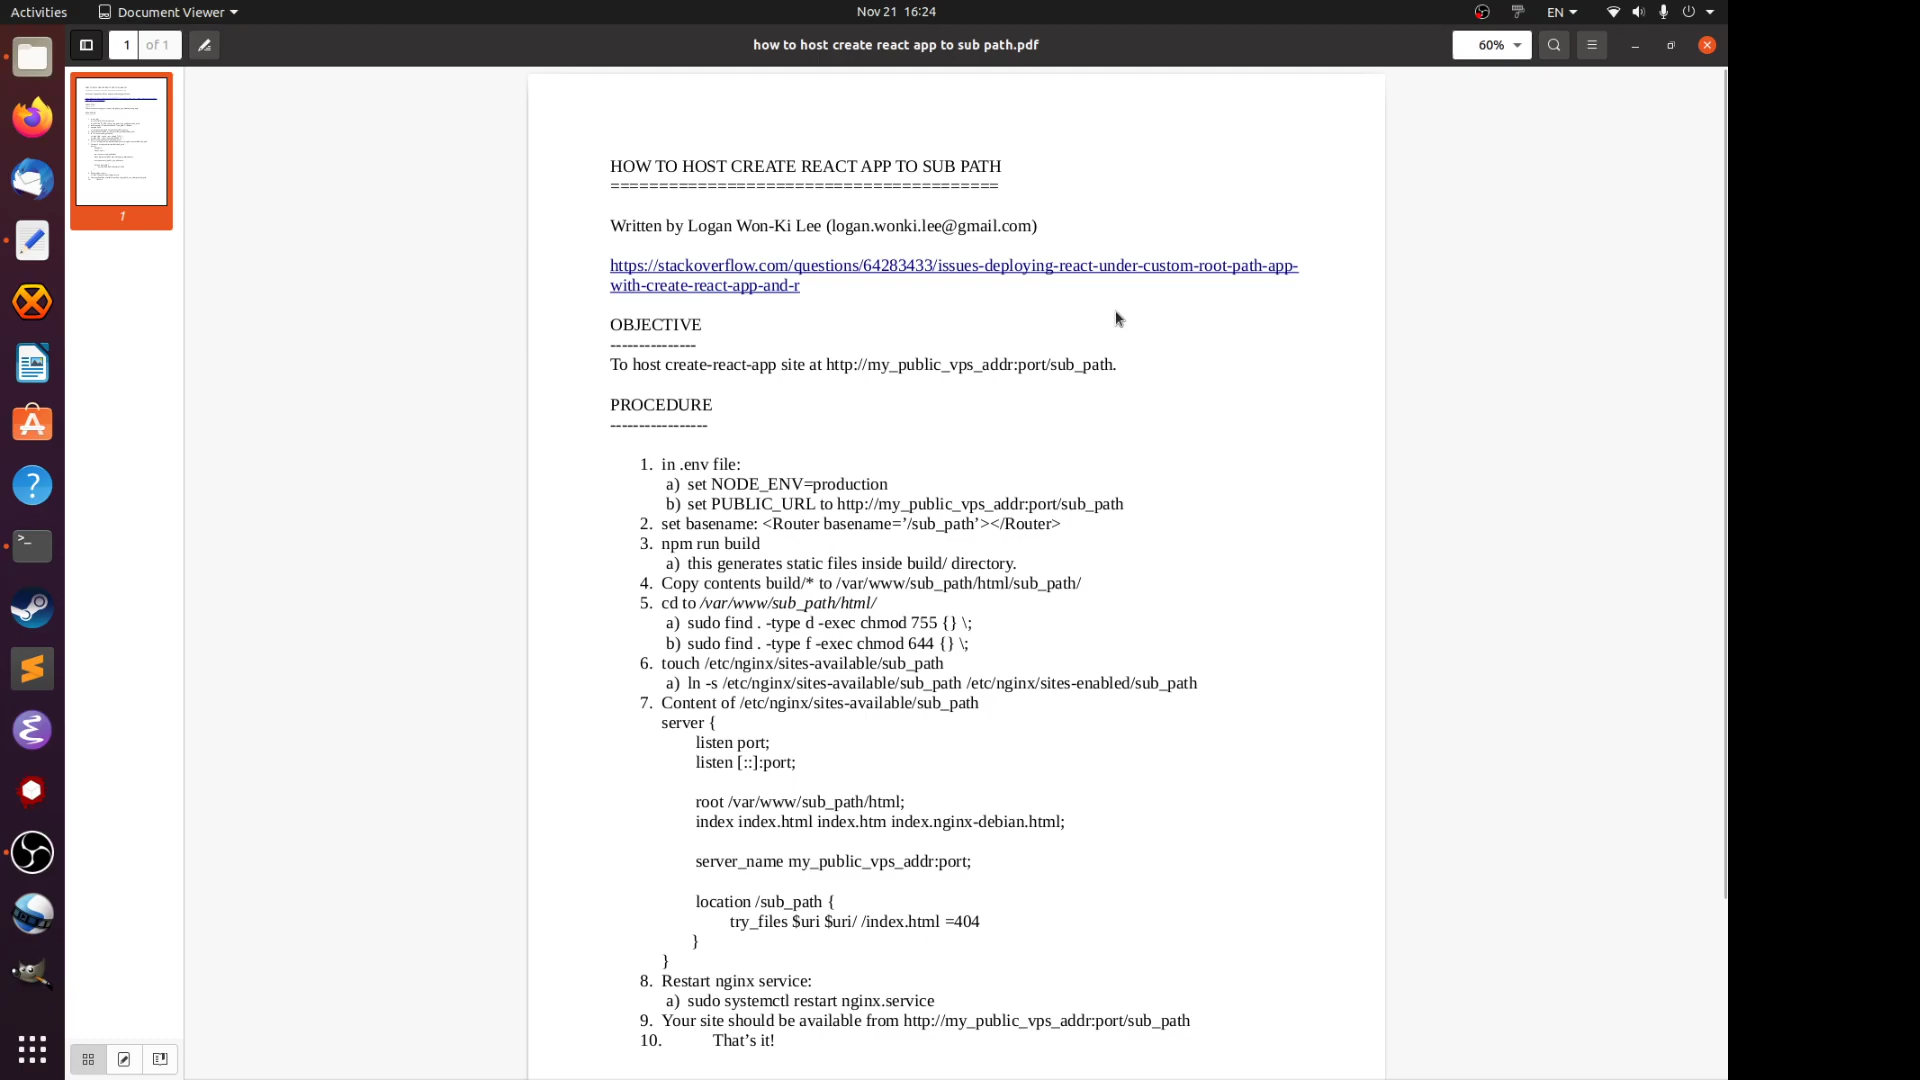 Activities
Document Viewer
Nov 21 16:24
EN
1 of 1
how to host create react app to sub path.pdf
60%
1
HOW TO HOST CREATE REACT APP TO SUB PATH
========================================
Written by Logan Won-Ki Lee (logan.wonki.lee@gmail.com)
https://stackoverflow.com/questions/64283433/issues-deploying-react-under-custom-root-path-app-
with-create-react-app-and-r
OBJECTIVE
---------------
To host create-react-app site at http://my_public_vps_addr:port/sub_path.
PROCEDURE
-----------------
1. in .env file:
a) set NODE_ENV=production
b) set PUBLIC_URL to http://my_public_vps_addr:port/sub_path
2. set basename: <Router basename=’/sub_path’></Router>
3. npm run build
a) this generates static files inside build/ directory.
4. Copy contents build/* to /var/www/sub_path/html/sub_path/
5. cd to /var/www/sub_path/html/
a) sudo find . -type d -exec chmod 755 {} \;
b) sudo find . -type f -exec chmod 644 {} \;
6. touch /etc/nginx/sites-available/sub_path
a) ln -s /etc/nginx/sites-available/sub_path /etc/nginx/sites-enabled/sub_path
7. Content of /etc/nginx/sites-available/sub_path
server {
listen port;
listen [::]:port;
root /var/www/sub_path/html;
index index.html index.htm index.nginx-debian.html;
server_name my_public_vps_addr:port;
location /sub_path {
try_files $uri $uri/ /index.html =404
}
}
8. Restart nginx service:
a) sudo systemctl restart nginx.service
9. Your site should be available from http://my_public_vps_addr:port/sub_path
10. That’s it!